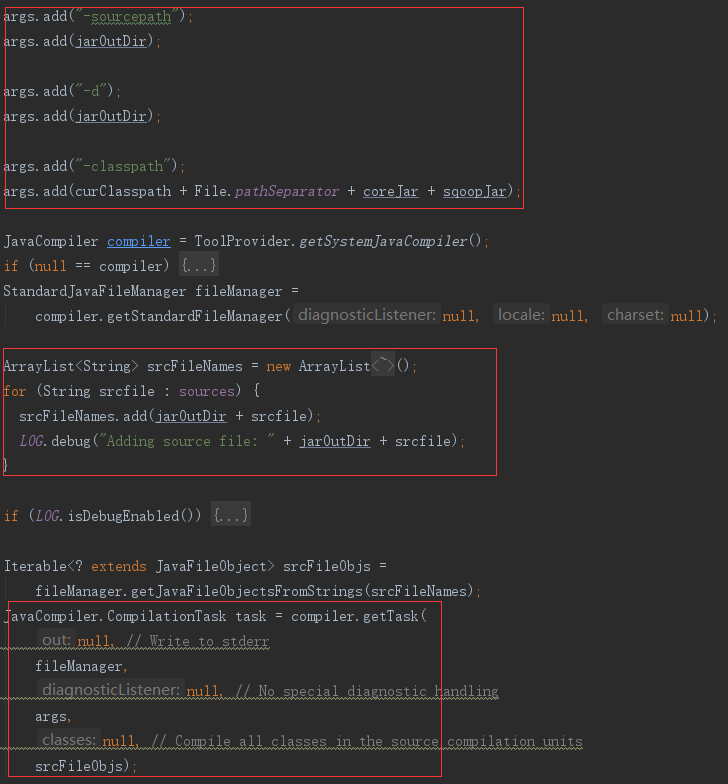 args.add("-sourcepath");
args.add(jarOutDir);
args.add("-d");
args.add(jarOutDir);
args.add("-classpath");
args.add(curClasspath + File.pathSeparator + coreJar + sqoopJar);
JavaCompiler compiler = ToolProvider.getSystemJavaCompiler();
if (null == compiler) {...}
StandardJavaFileManager fileManager =
compiler.getStandardFileManager( diagnosticListener: null, locale: null, charset: null);
ArrayList<String> srcFileNames = new ArrayList<~>();
for (String srcfile : sources) {
srcFileNames.add(jarOutDir + srcfile);
LOG.debug("Adding source file: " + jarOutDir + srcfile);
}
if (LOG.isDebugEnabled()) {...}
Iterable<? extends JavaFileObject> srcFileObjs =
fileManager.getJavaFileObjectsFromStrings(srcFileNames);
JavaCompiler.CompilationTask task = compiler.getTask(
out: null, // Write to stderr
fileManager,
diagnosticListener: null, // No special diagnostic handling
args,
classes: null, // Compile all classes in the source compilation units
srcFileObjs);